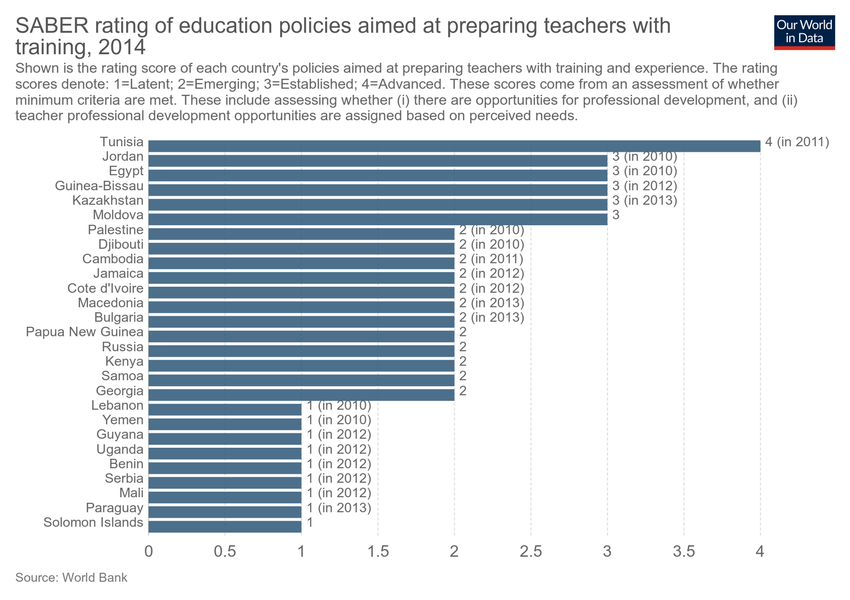 SABER rating of education policies aimed at preparing teachers with
training, 2014
Our World
in Data
Shown is the rating score of each country's policies aimed at preparing teachers with training and experience. The rating
scores denote: 1=Latent; 2=Emerging; 3=Established; 4=Advanced. These scores come from an assessment of whether
minimum criteria are met. These include assessing whether (i) there are opportunities for professional development, and (ii)
teacher professional development opportunities are assigned based on perceived needs.
Tunisia 4 (in 2011)
Jordan 3 (in 2010)
Egypt 3 (in 2010)
Guinea-Bissau 3 (in 2012)
Kazakhstan 3 (in 2013)
Moldova 3
Palestine 2 (in 2010)
Djibouti 2 (in 2010)
Cambodia 2 (in 2011)
Jamaica 2 (in 2012)
Cote d'Ivoire 2 (in 2012)
Macedonia 2 (in 2013)
Bulgaria 2 (in 2013)
Papua New Guinea 2
Russia 2
Kenya 2
Samoa 2
Georgia 2
Lebanon 1 (in 2010)
Yemen 1 (in 2010)
Guyana 1 (in 2012)
Uganda 1 (in 2012)
Benin 1 (in 2012)
Serbia 1 (in 2012)
Mali 1 (in 2012)
Paraguay 1 (in 2013)
Solomon Islands 1
0 0.5 1 1.5 2 2.5 3 3.5 4
Source: World Bank